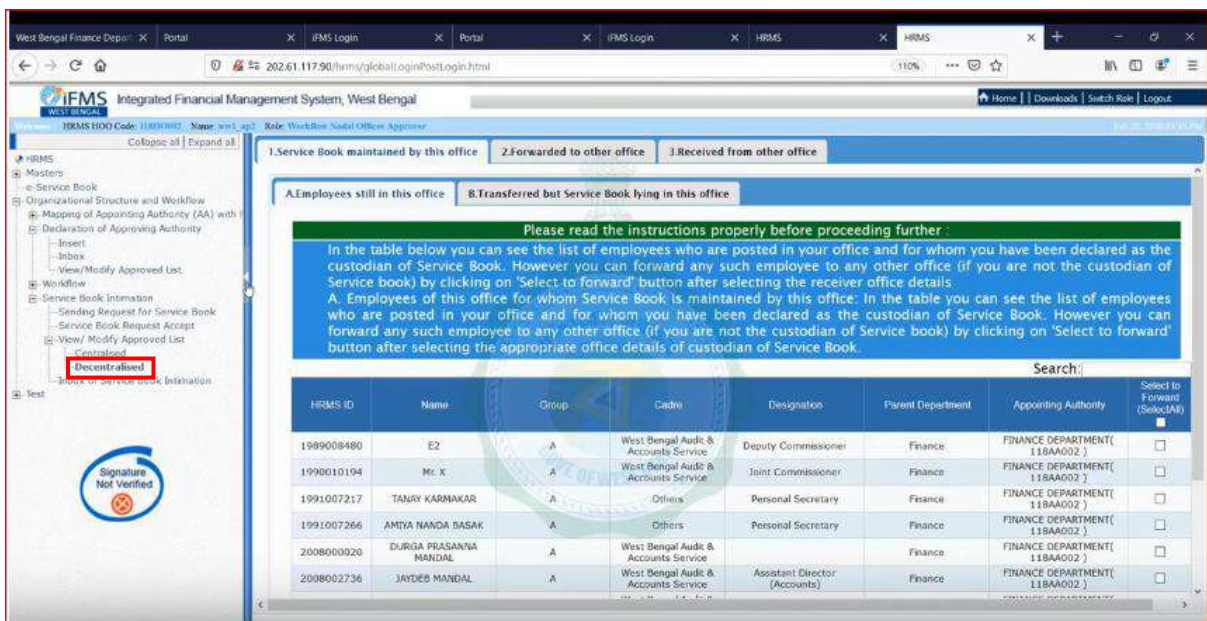 West Bengal Finance Depart
Portal
iFMS Login
Portal
iFMS Login
HRMS
HRMS
202.61.117.90/hrms/globalLoginPostLogin.html
110%
iFMS Integrated Financial Management System, West Bengal
WEST BENGAL
Home | | Downloads | Switch Role | Logout
HRMS HOO Code: Name: Role: Workflow Nodal Officer Approver
Collapse all | Expand all
HRMS
Masters
e-Service Book
Organizational Structure and Workflow
Mapping of Appointing Authority (AA) with
Declaration of Approving Authority
Insert
Inbox
View/Modify Approved List
Workflow
Service Book Intimation
Sending Request for Service Book
Service Book Request Accept
View/ Modify Approved List
Centralised
Decentralised
Inbox of Service Book Intimation
Test
Signature
Not Verified
1.Service Book maintained by this office
2.Forwarded to other office
3.Received from other office
A.Employees still in this office
B.Transferred but Service Book lying in this office
Please read the instructions properly before proceeding further :
In the table below you can see the list of employees who are posted in your office and for whom you have been declared as the
custodian of Service Book. However you can forward any such employee to any other office (if you are not the custodian of
Service book) by clicking on 'Select to forward' button after selecting the receiver office details
A. Employees of this office for whom Service Book is maintained by this office: In the table you can see the list of employees
who are posted in your office and for whom you have been declared as the custodian of Service Book. However you can
forward any such employee to any other office (if you are not the custodian of Service book) by clicking on 'Select to forward'
button after selecting the appropriate office details of custodian of Service Book.
Search:
HRMS ID Name Group Cadre Designation Parent Department Appointing Authority Select to Forward (SelectAll)
1989008480 E2 A West Bengal Audit & Accounts Service Deputy Commissioner Finance FINANCE DEPARTMENT( 118AA002 )
1990010194 Mr. X A West Bengal Audit & Accounts Service Joint Commissioner Finance FINANCE DEPARTMENT( 118AA002 )
1991007217 TANAY KARMAKAR A Others Personal Secretary Finance FINANCE DEPARTMENT( 118AA002 )
1991007266 AMIYA NANDA BASAK A Others Personal Secretary Finance FINANCE DEPARTMENT( 118AA002 )
2008000020 DURGA PRASANNA MANDAL A West Bengal Audit & Accounts Service Finance FINANCE DEPARTMENT( 118AA002 )
2008002736 JAYDEB MANDAL A West Bengal Audit & Accounts Service Assistant Director (Accounts) Finance FINANCE DEPARTMENT( 118AA002 )